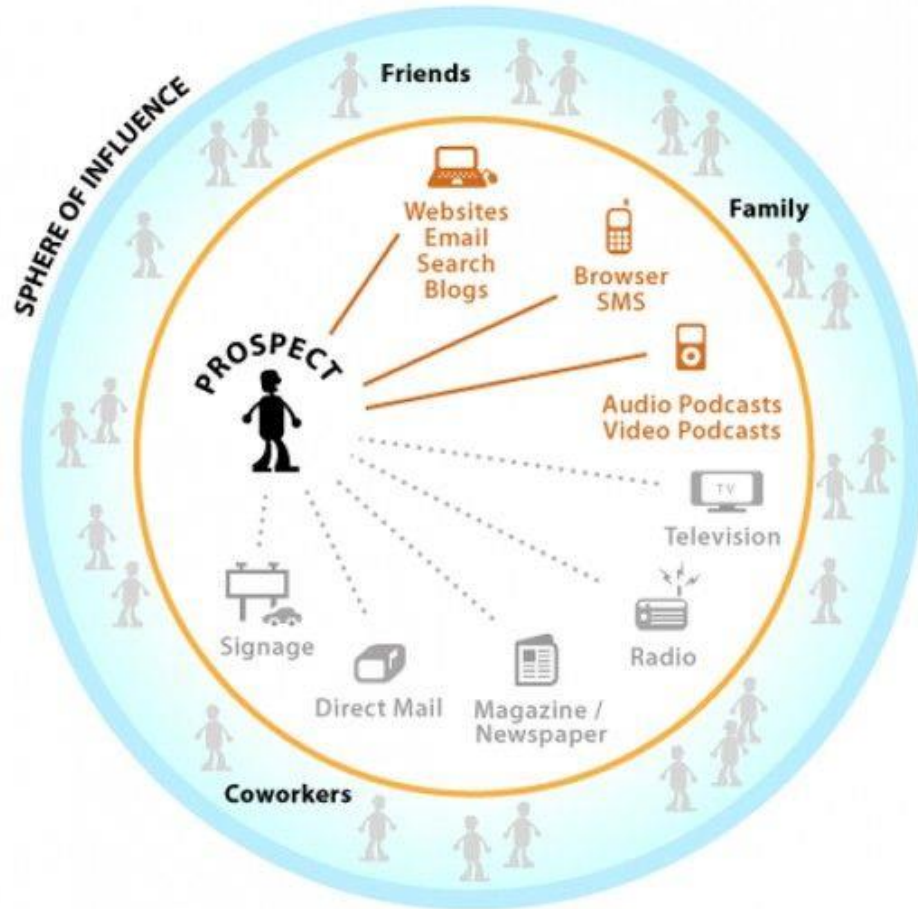 SPHERE OF INFLUENCE
Friends
Family
Websites
Email
Search
Blogs
Browser
SMS
PROSPECT
Audio Podcasts
Video Podcasts
TV
Television
Signage
Radio
Direct Mail
Magazine /
Newspaper
Coworkers